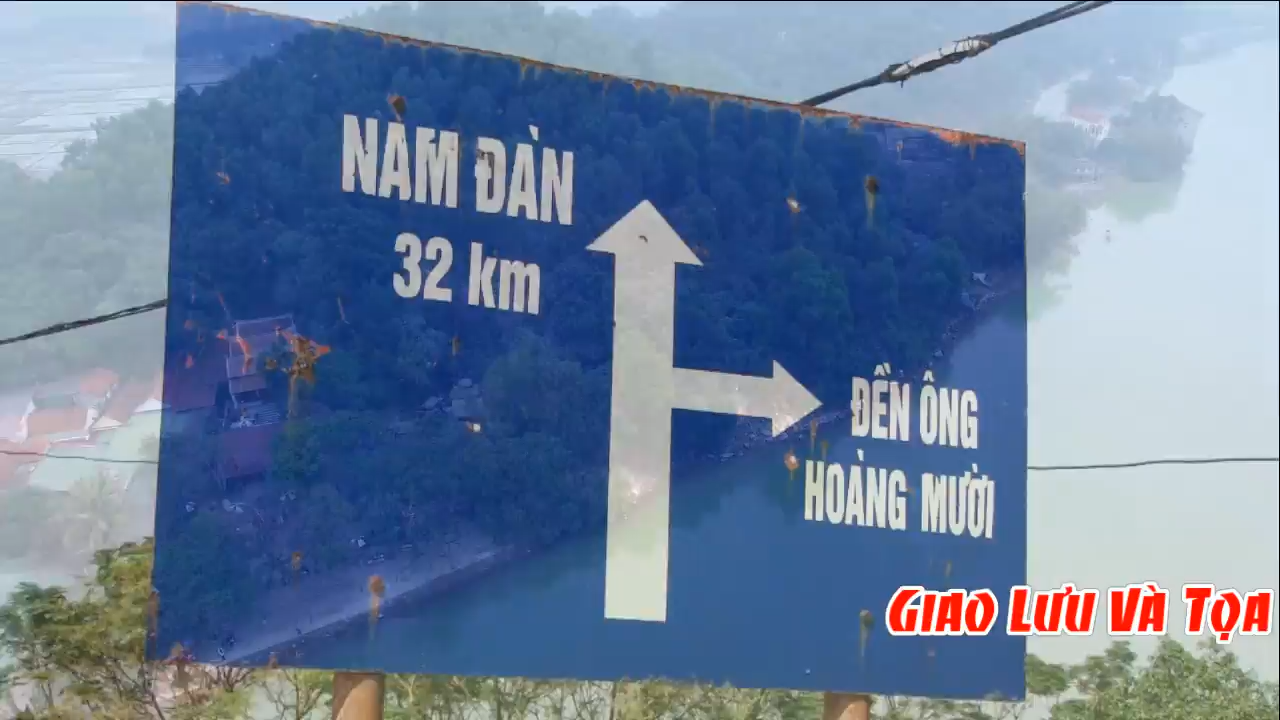 NAM ĐÀN
32 km
ĐỀN ÔNG
HOÀNG MƯỜI
Giao Lưu Và Tọa